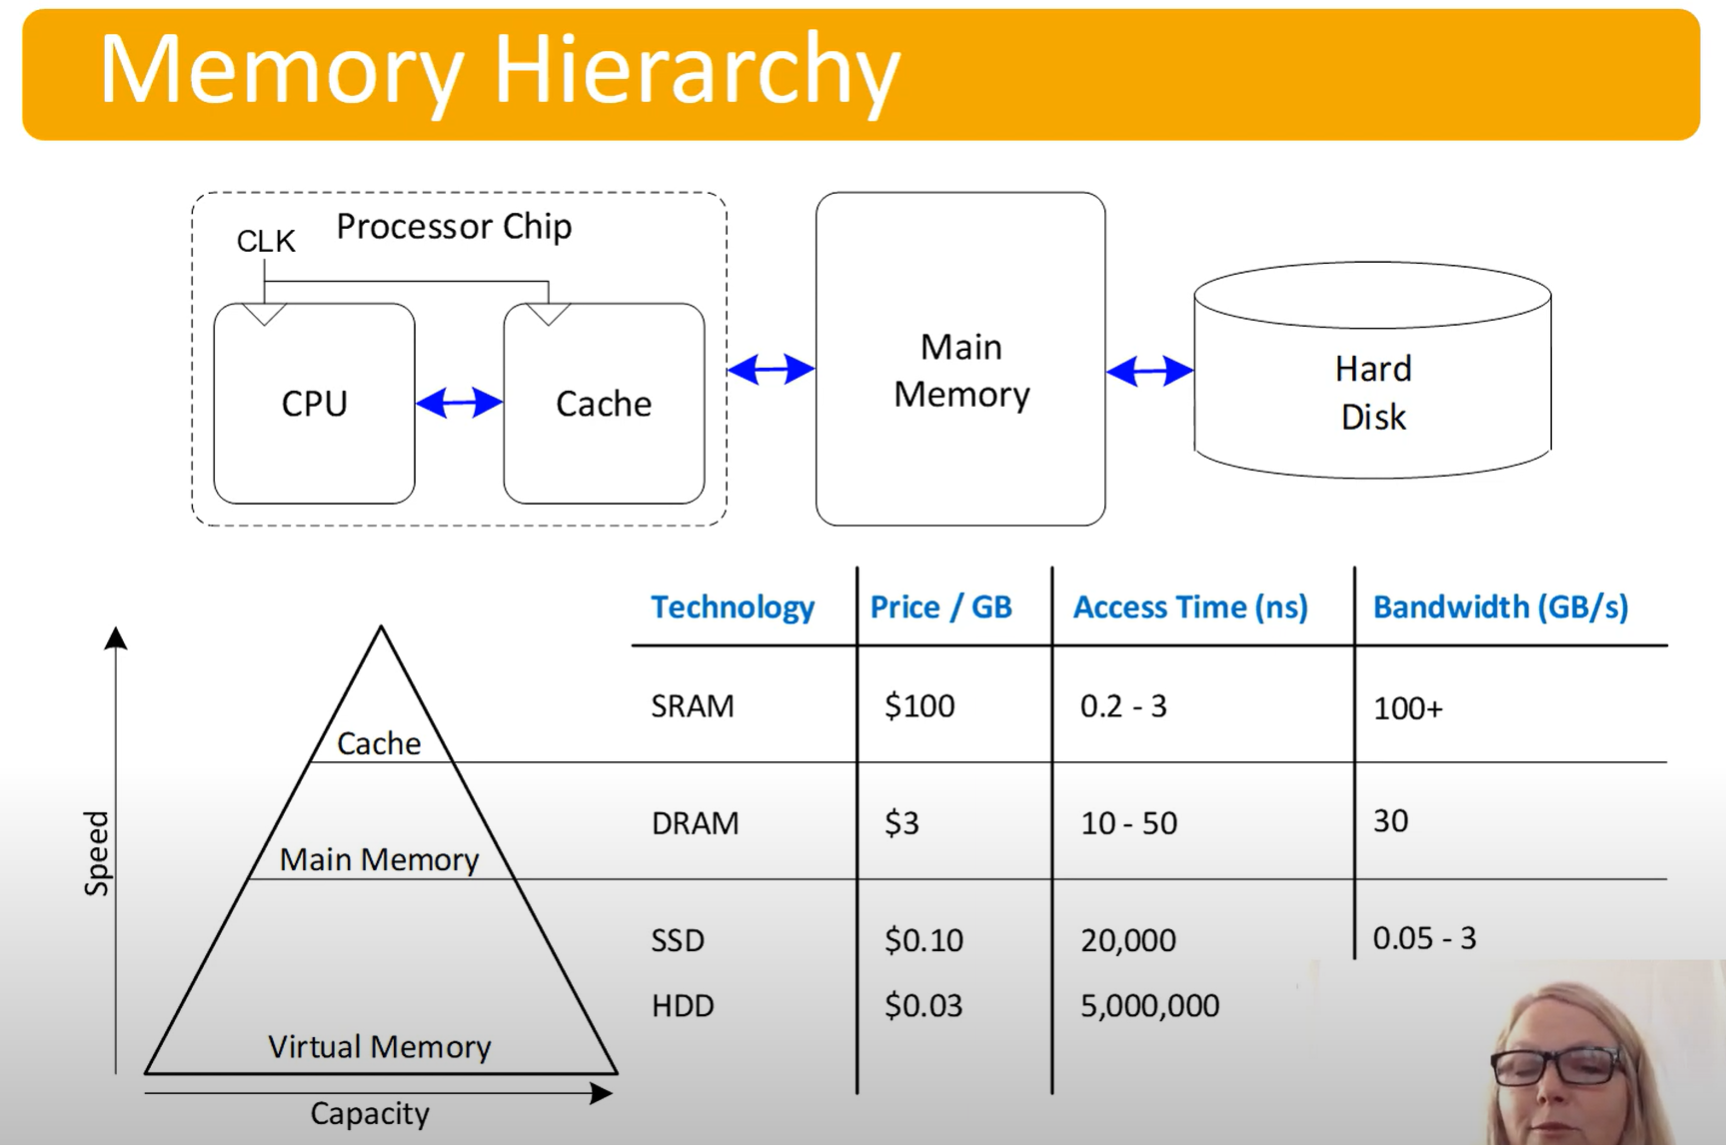 Memory Hierarchy
Processor Chip
CLK
CPU
Cache
Main
Memory
Hard
Disk
Technology Price / GB Access Time (ns) Bandwidth (GB/s)
SRAM $100 0.2 - 3 100+
DRAM $3 10 - 50 30
SSD $0.10 20,000 0.05 - 3
HDD $0.03 5,000,000
Speed
Cache
Main Memory
Virtual Memory
Capacity